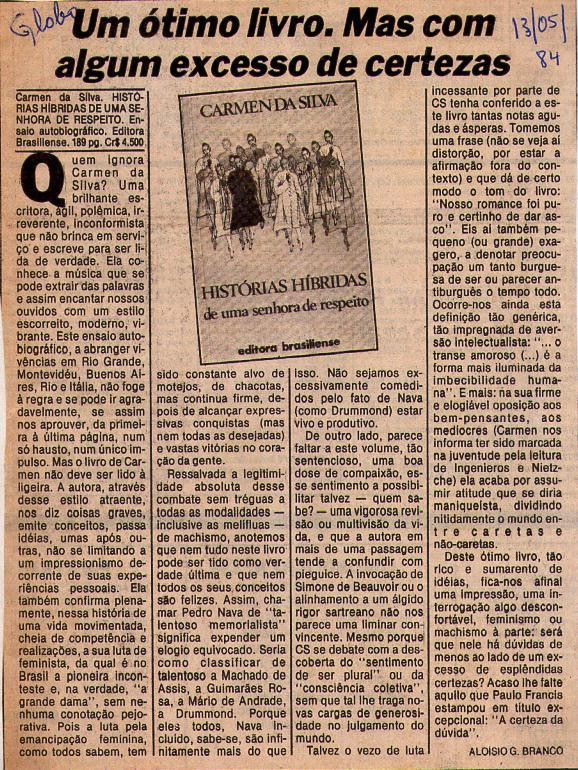 Globo
Um ótimo livro. Mas com
algum excesso de certezas
13/05/
84
Carmen da Silva. HISTÓ-
RIAS HÍBRIDAS DE UMA SE-
NHORA DE RESPEITO. En-
saio autobiográfico. Editora
Brasiliense. 189 pg. Cr$ 4.500
Quem ignora
Carmen da
Silva? Uma
brilhante es-
critora, ágil, polêmica, ir-
reverente, inconformista
que não brinca em servi-
ço e escreve para ser li-
da de verdade. Ela co-
nhece a música que se
pode extrair das palavras
e assim encantar nossos
ouvidos com um estilo
escorreito, moderno, vi-
brante. Este ensaio auto-
biográfico, a abranger vi-
vências em Rio Grande,
Montevidéu, Buenos Ai-
res, Rio e Itália, não foge
à regra e se pode ir agra-
davelmente, se assim
nos aprouver, da primei-
ra à última página, num
só hausto, num único im-
pulso. Mas o livro de Car-
men não deve ser lido à
ligeira. A autora, através
desse estilo atraente,
nos diz coisas graves,
emite conceitos, passa
idéias, umas após ou-
tras, não se limitando a
um impressionismo de-
corrente de suas expe-
riências pessoais. Ela
também confirma plena-
mente, nessa história de
uma vida movimentada,
cheia de competência e
realizações, a sua luta de
feminista, da qual é no
Brasil a pioneira incon-
teste e, na verdade, "a
grande dama", sem ne-
nhuma conotação pejo-
rativa. Pois a luta pela
emancipação feminina,
como todos sabem, tem
CARMEN DA SILVA
HISTÓRIAS HÍBRIDAS
de uma senhora de respeito
editora brasiliense
sido constante alvo de
motejos, de chacotas,
mas continua firme, de-
pois de alcançar expres-
sivas conquistas (mas
nem todas as desejadas)
e vastas vitórias no cora-
ção da gente.
Ressalvada a legitimi-
dade absoluta desse
combate sem tréguas a
todas as modalidades —
inclusive as melífluas —
de machismo, anotemos
que nem tudo neste livro
pode ser tido como ver-
dade última e que nem
todos os seus conceitos
são felizes. Assim, cha-
mar Pedro Nava de "ta-
lentoso memorialista"
significa expender um
elogio equivocado. Seria
como classificar de
talentoso a Machado de
Assis, a Guimarães Ro-
sa, a Mário de Andrade,
a Drummond. Porque
eles todos, Nava in-
cluído, sabe-se, são in-
finitamente mais do que
isso. Não sejamos ex-
cessivamente comedi-
dos pelo fato de Nava
(como Drummond) estar
vivo e produtivo.
De outro lado, parece
faltar a este volume, tão
sentencioso, uma boa
dose de compaixão, es-
se sentimento a possibi-
litar talvez — quem sa-
be? — uma vigorosa revi-
são ou multivisão da vi-
da, e que a autora em
mais de uma passagem
tende a confundir com
pieguice. A invocação de
Simone de Beauvoir ou o
alinhamento a um álgido
rigor sartreano não nos
parece uma liminar con-
vincente. Mesmo porque
CS se debate com a des-
coberta do "sentimento
de ser plural" ou da
"consciência coletiva",
sem que tal lhe traga no-
vas cargas de generosi-
dade no julgamento do
mundo.
Talvez o vezo de luta
incessante por parte de
CS tenha conferido a es-
te livro tantas notas agu-
das e ásperas. Tomemos
uma frase (não se veja aí
distorção, por estar a
afirmação fora do con-
texto) e que dá de certo
modo o tom do livro:
"Nosso romance foi pu-
ro e certinho de dar as-
co". Eis aí também pe-
queno (ou grande) exa-
gero, a denotar preocu-
pação um tanto burgue-
sa de ser ou parecer an-
tiburguês o tempo todo.
Ocorre-nos ainda esta
definição tão genérica,
tão impregnada de aver-
são intelectualista: "... o
transe amoroso (...) é a
forma mais iluminada da
imbecibilidade huma-
na". E mais: na sua firme
e elogiável oposição aos
bem-pensantes, aos
medíocres (Carmen nos
informa ter sido marcada
na juventude pela leitura
de Ingenieros e Nietz-
che) ela acaba por assu-
mir atitude que se diria
maniqueísta, dividindo
nitidamente o mundo en-
tre caretas e
não-caretas.
Deste ótimo livro, tão
rico e sumarento de
idéias, fica-nos afinal
uma impressão, uma in-
terrogação algo descon-
fortável, feminismo ou
machismo à parte: será
que nele há dúvidas de
menos ao lado de um ex-
cesso de esplêndidas
certezas? Acaso lhe falte
aquilo que Paulo Francis
estampou em título ex-
cepcional: "A certeza da
dúvida".
ALOISIO G. BRANCO